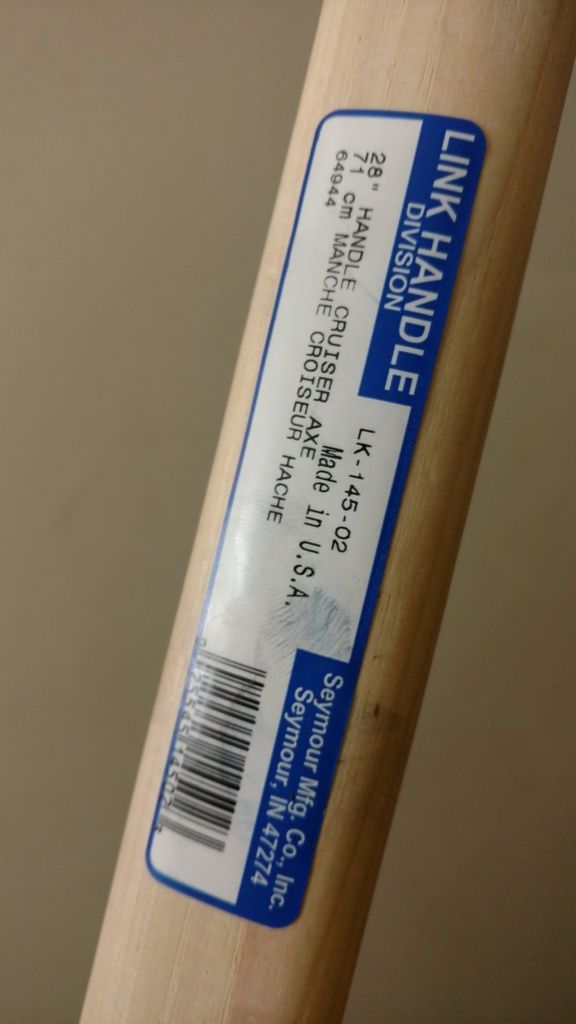 LINK HANDLE
DIVISION
LK-145-02
Made in U.S.A.
28" HANDLE CRUISER AXE
71 cm MANCHE CROISEUR HACHE
64944
Seymour Mfg. Co., Inc.
Seymour, IN 47274